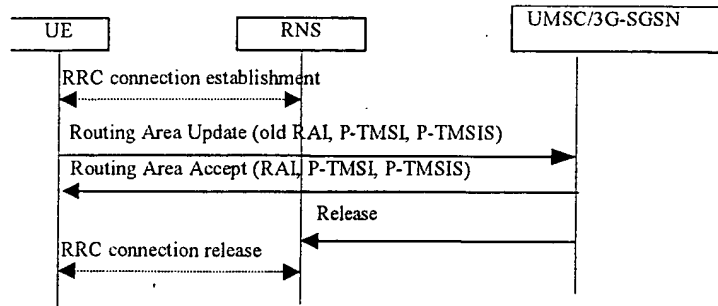 UE
RNS
UMSC/3G-SGSN
RRC connection establishment
Routing Area Update (old RAI, P-TMSI, P-TMSIS)
Routing Area Accept (RAI, P-TMSI, P-TMSIS)
Release
RRC connection release